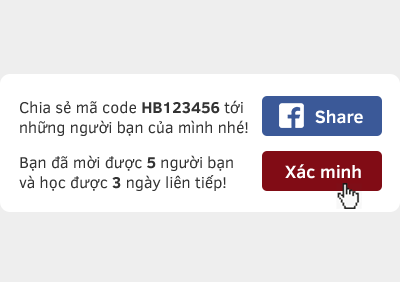 Chia sẻ mã code HB123456 tới
những người bạn của mình nhé!
Share
Bạn đã mời được 5 người bạn
và học được 3 ngày liên tiếp!
Xác minh